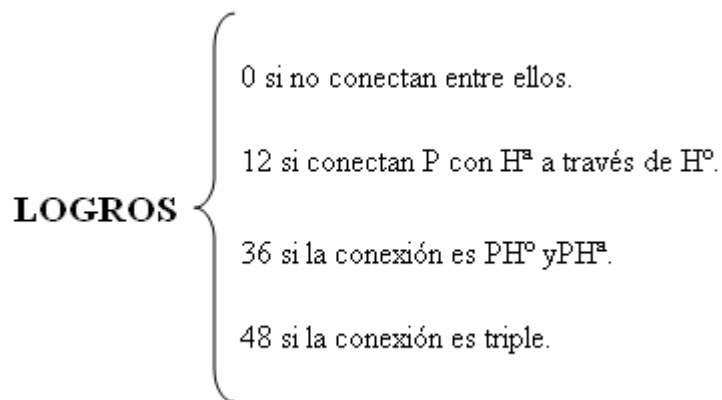 0 si no conectan entre ellos.
12 si conectan P con Hª a través de Hº.
LOGROS
36 si la conexión es PHº yPHª.
48 si la conexión es triple.